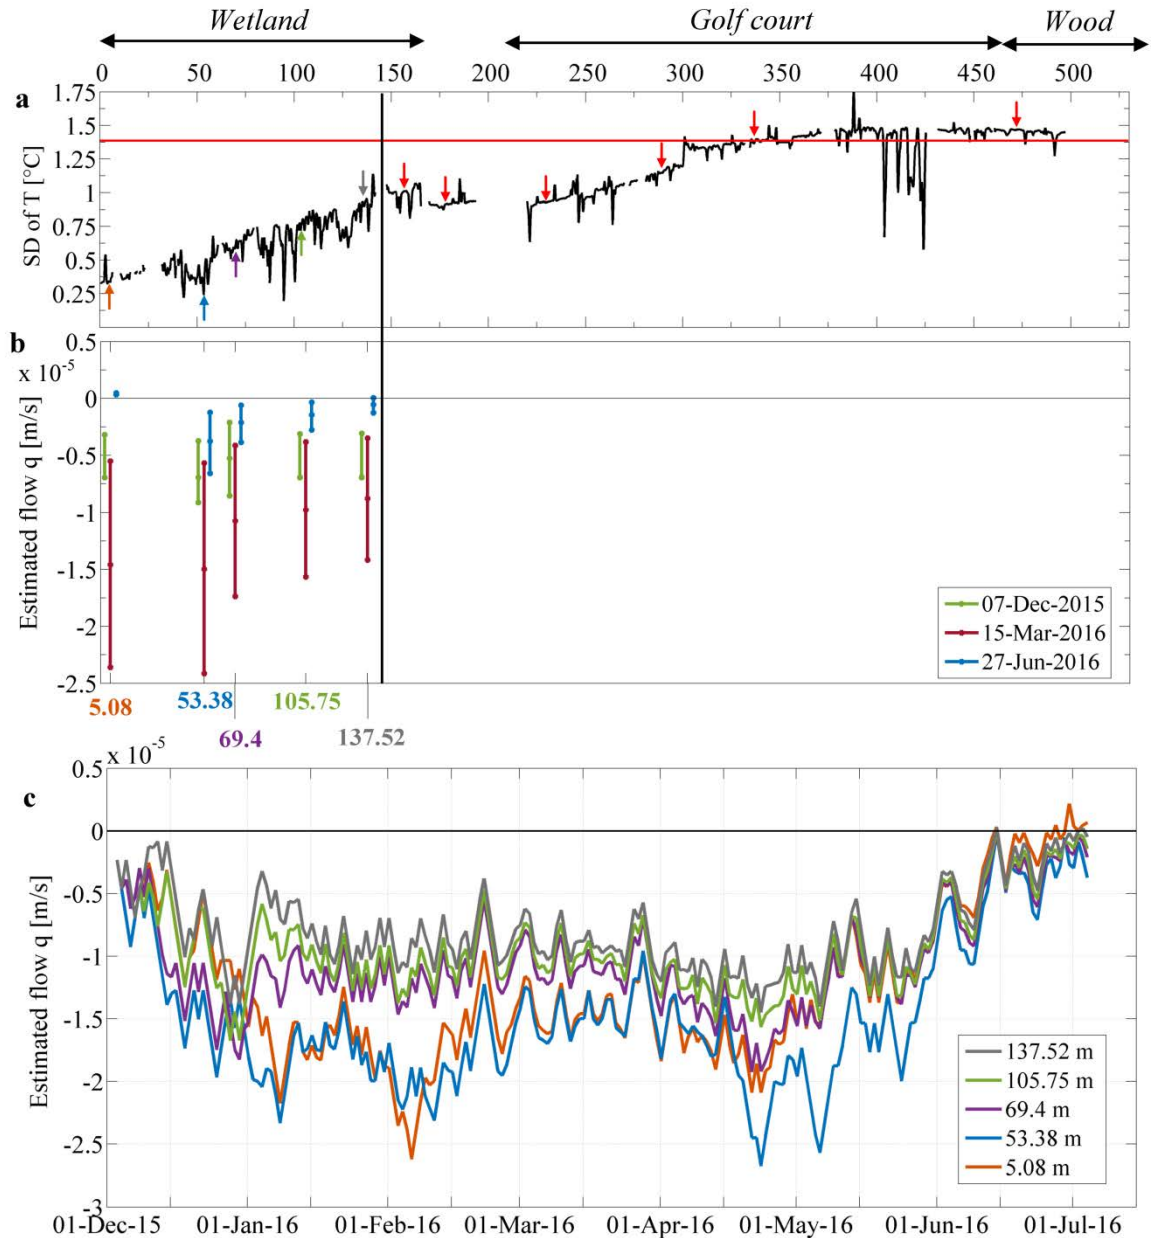 Wetland Golf court Wood
0 50 100 150 200 250 300 350 400 450 500
a
1.75
1.5
1.25
1
0.75
0.5
0.25
SD of T [°C]
b
0.5
x 10-5
0
-0.5
-1
-1.5
-2
-2.5
Estimated flow q [m/s]
07-Dec-2015
15-Mar-2016
27-Jun-2016
5.08 53.38 105.75
69.4 137.52
x 10-5
c
0.5
0
-0.5
-1
-1.5
-2
-2.5
-3
Estimated flow q [m/s]
137.52 m
105.75 m
69.4 m
53.38 m
5.08 m
01-Dec-15 01-Jan-16 01-Feb-16 01-Mar-16 01-Apr-16 01-May-16 01-Jun-16 01-Jul-16